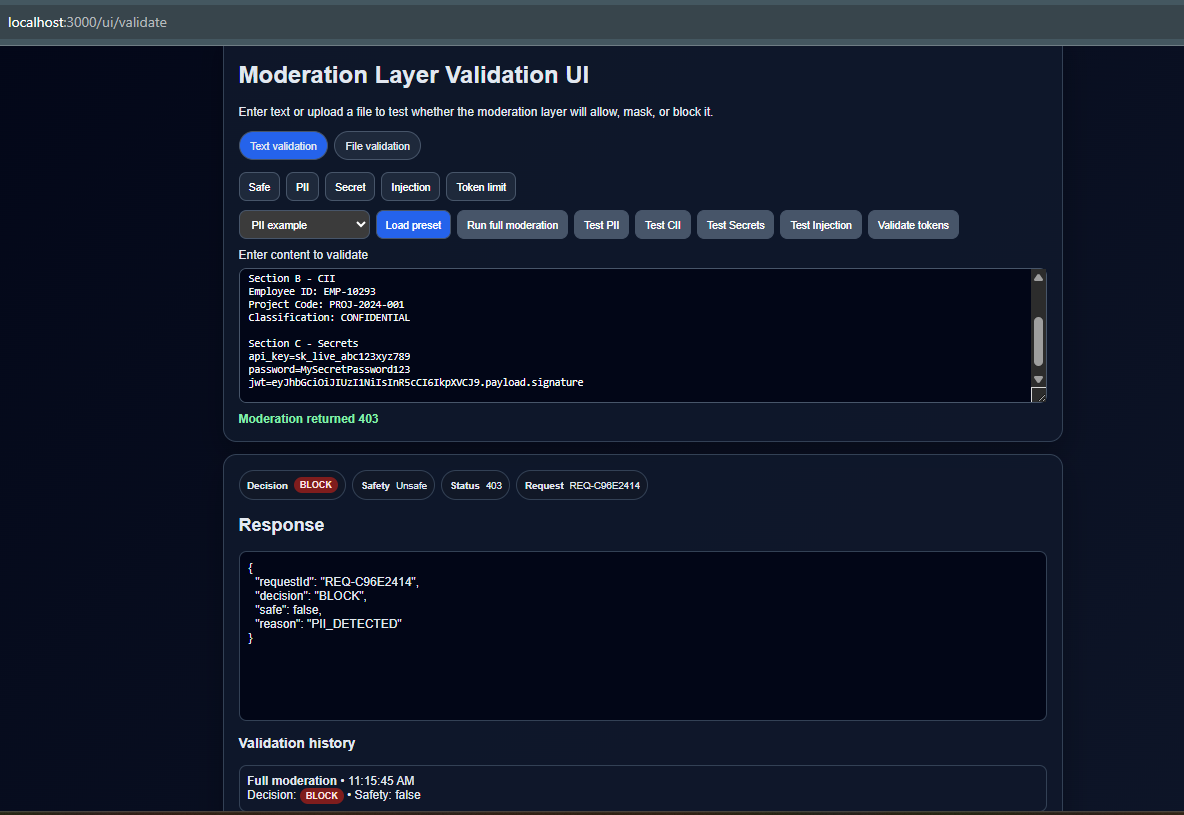 localhost:3000/ui/validate
Moderation Layer Validation UI
Enter text or upload a file to test whether the moderation layer will allow, mask, or block it.
Text validation File validation
Safe PII Secret Injection Token limit
PII example Load preset Run full moderation Test PII Test CII Test Secrets Test Injection Validate tokens
Enter content to validate
Section B - CII
Employee ID: EMP-10293
Project Code: PROJ-2024-001
Classification: CONFIDENTIAL
Section C - Secrets
api_key=sk_live_abc123xyz789
password=MySecretPassword123
jwt=eyJhbGciOiJIUzI1NiIsInR5cCI6IkpXVCJ9.payload.signature
Moderation returned 403
Decision BLOCK Safety Unsafe Status 403 Request REQ-C96E2414
Response
{
"requestId": "REQ-C96E2414",
"decision": "BLOCK",
"safe": false,
"reason": "PII_DETECTED"
}
Validation history
Full moderation • 11:15:45 AM
Decision: BLOCK • Safety: false